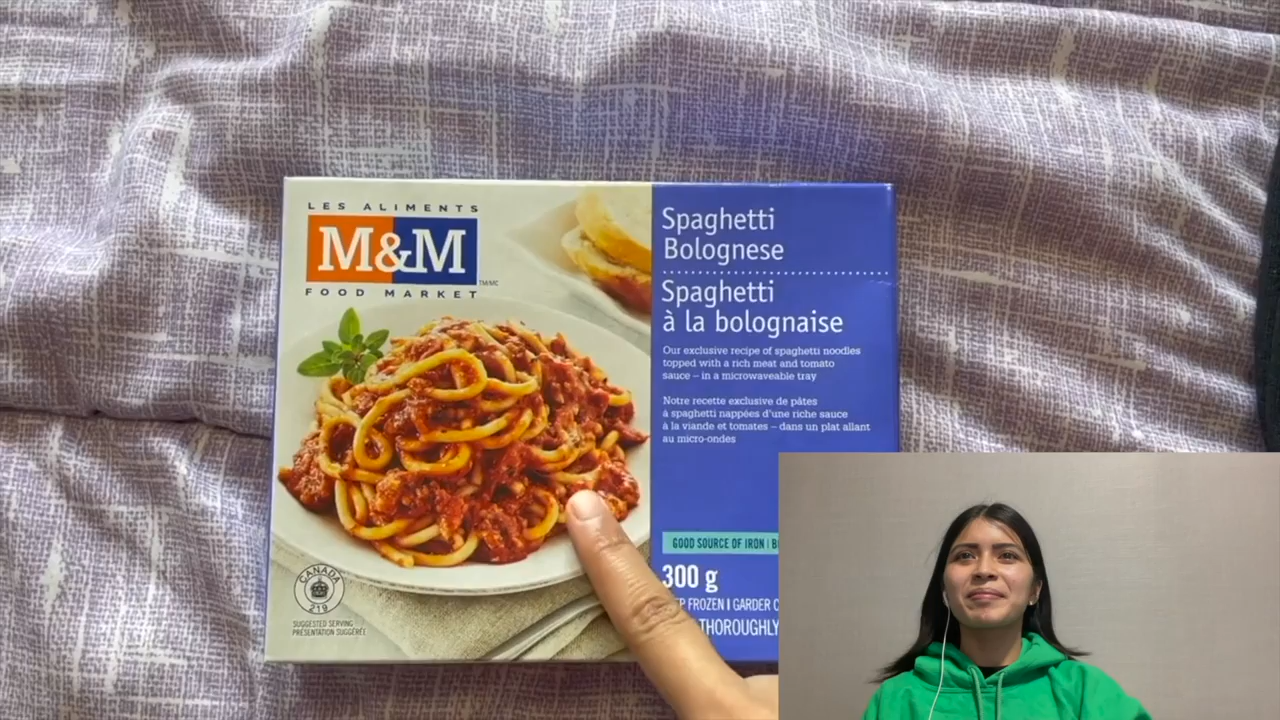 LES ALIMENTS
M&M
TM/MC
FOOD MARKET
Spaghetti
Bolognese
Spaghetti
à la bolognaise
Our exclusive recipe of spaghetti noodles
topped with a rich meat and tomato
sauce – in a microwaveable tray
Notre recette exclusive de pâtes
à spaghetti nappées d'une riche sauce
à la viande et tomates – dans un plat allant
au micro-ondes
GOOD SOURCE OF IRON
300 g
FROZEN | GARDER
THOROUGHLY
CANADA
219
SUGGESTED SERVING
PRÉSENTATION SUGGÉRÉE